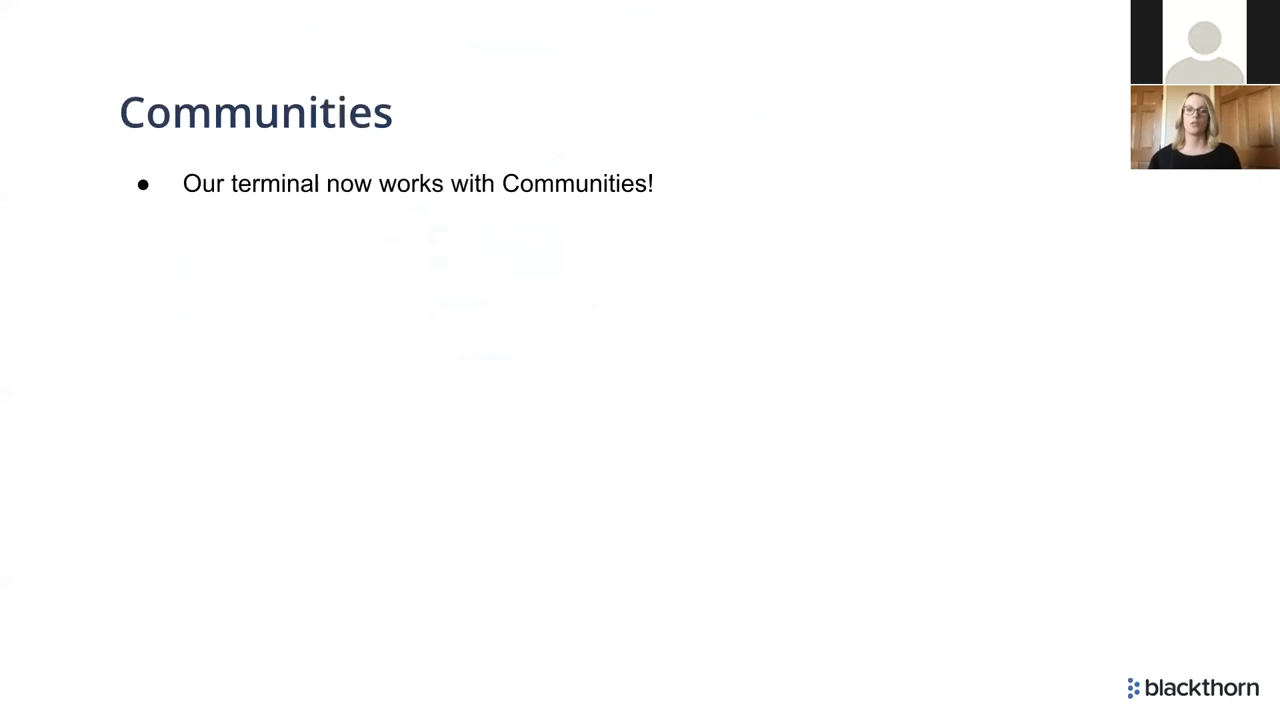 Communities
● Our terminal now works with Communities!
blackthorn